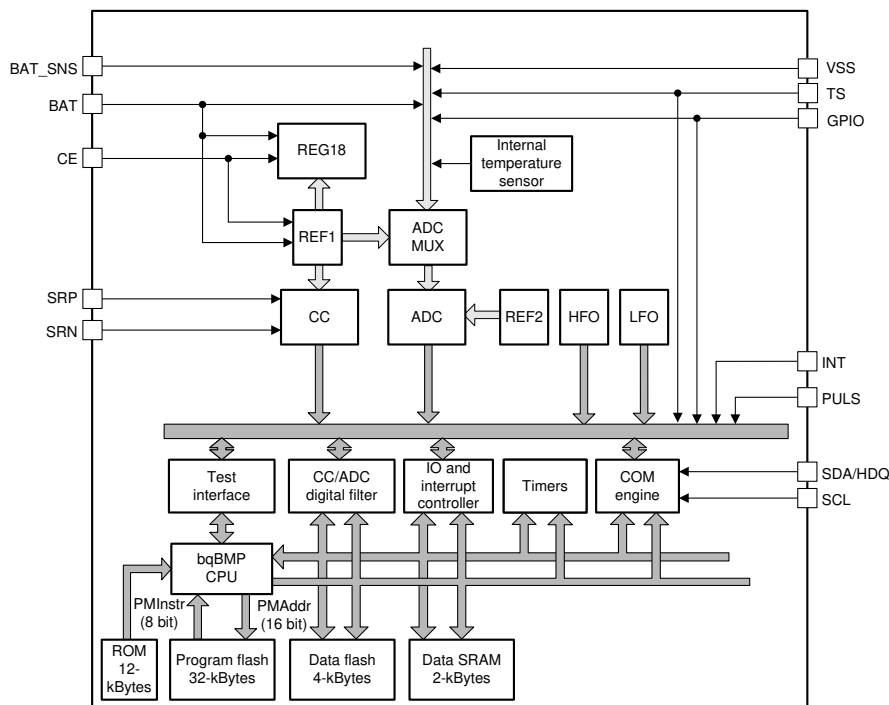 BAT_SNS
VSS
TS
BAT
GPIO
REG18
Internal
temperature
sensor
CE
REF1
ADC
MUX
SRP
SRN
CC
ADC
REF2
HFO
LFO
INT
PULS
Test
interface
CC/ADC
digital filter
IO and
interrupt
controller
Timers
COM
engine
SDA/HDQ
SCL
bqBMP
CPU
PMInstr
(8 bit)
PMAddr
(16 bit)
ROM
12-
kBytes
Program flash
32-kBytes
Data flash
4-kBytes
Data SRAM
2-kBytes